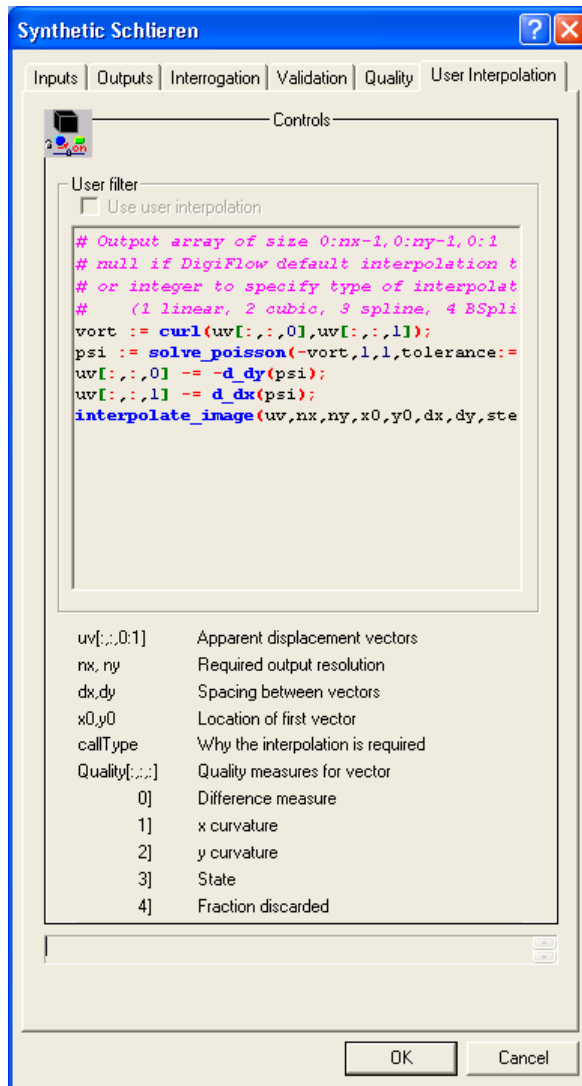 Synthetic Schlieren
Inputs Outputs Interrogation Validation Quality User Interpolation
Controls
User filter
Use user interpolation
# Output array of size 0:nx-1,0:ny-1,0:1
# null if DigiFlow default interpolation t
# or integer to specify type of interpolat
# (1 linear, 2 cubic, 3 spline, 4 BSpli
vort := curl(uv[:,:,0],uv[:,:,1]);
psi := solve_poisson(-vort,1,1,tolerance:=
uv[:,:,0] -= -d_dy(psi);
uv[:,:,1] -= d_dx(psi);
interpolate_image(uv,nx,ny,x0,y0,dx,dy,ste
uv[:,:,0:1] Apparent displacement vectors
nx, ny Required output resolution
dx,dy Spacing between vectors
x0,y0 Location of first vector
callType Why the interpolation is required
Quality[:,:,:] Quality measures for vector
0] Difference measure
1] x curvature
2] y curvature
3] State
4] Fraction discarded
OK Cancel